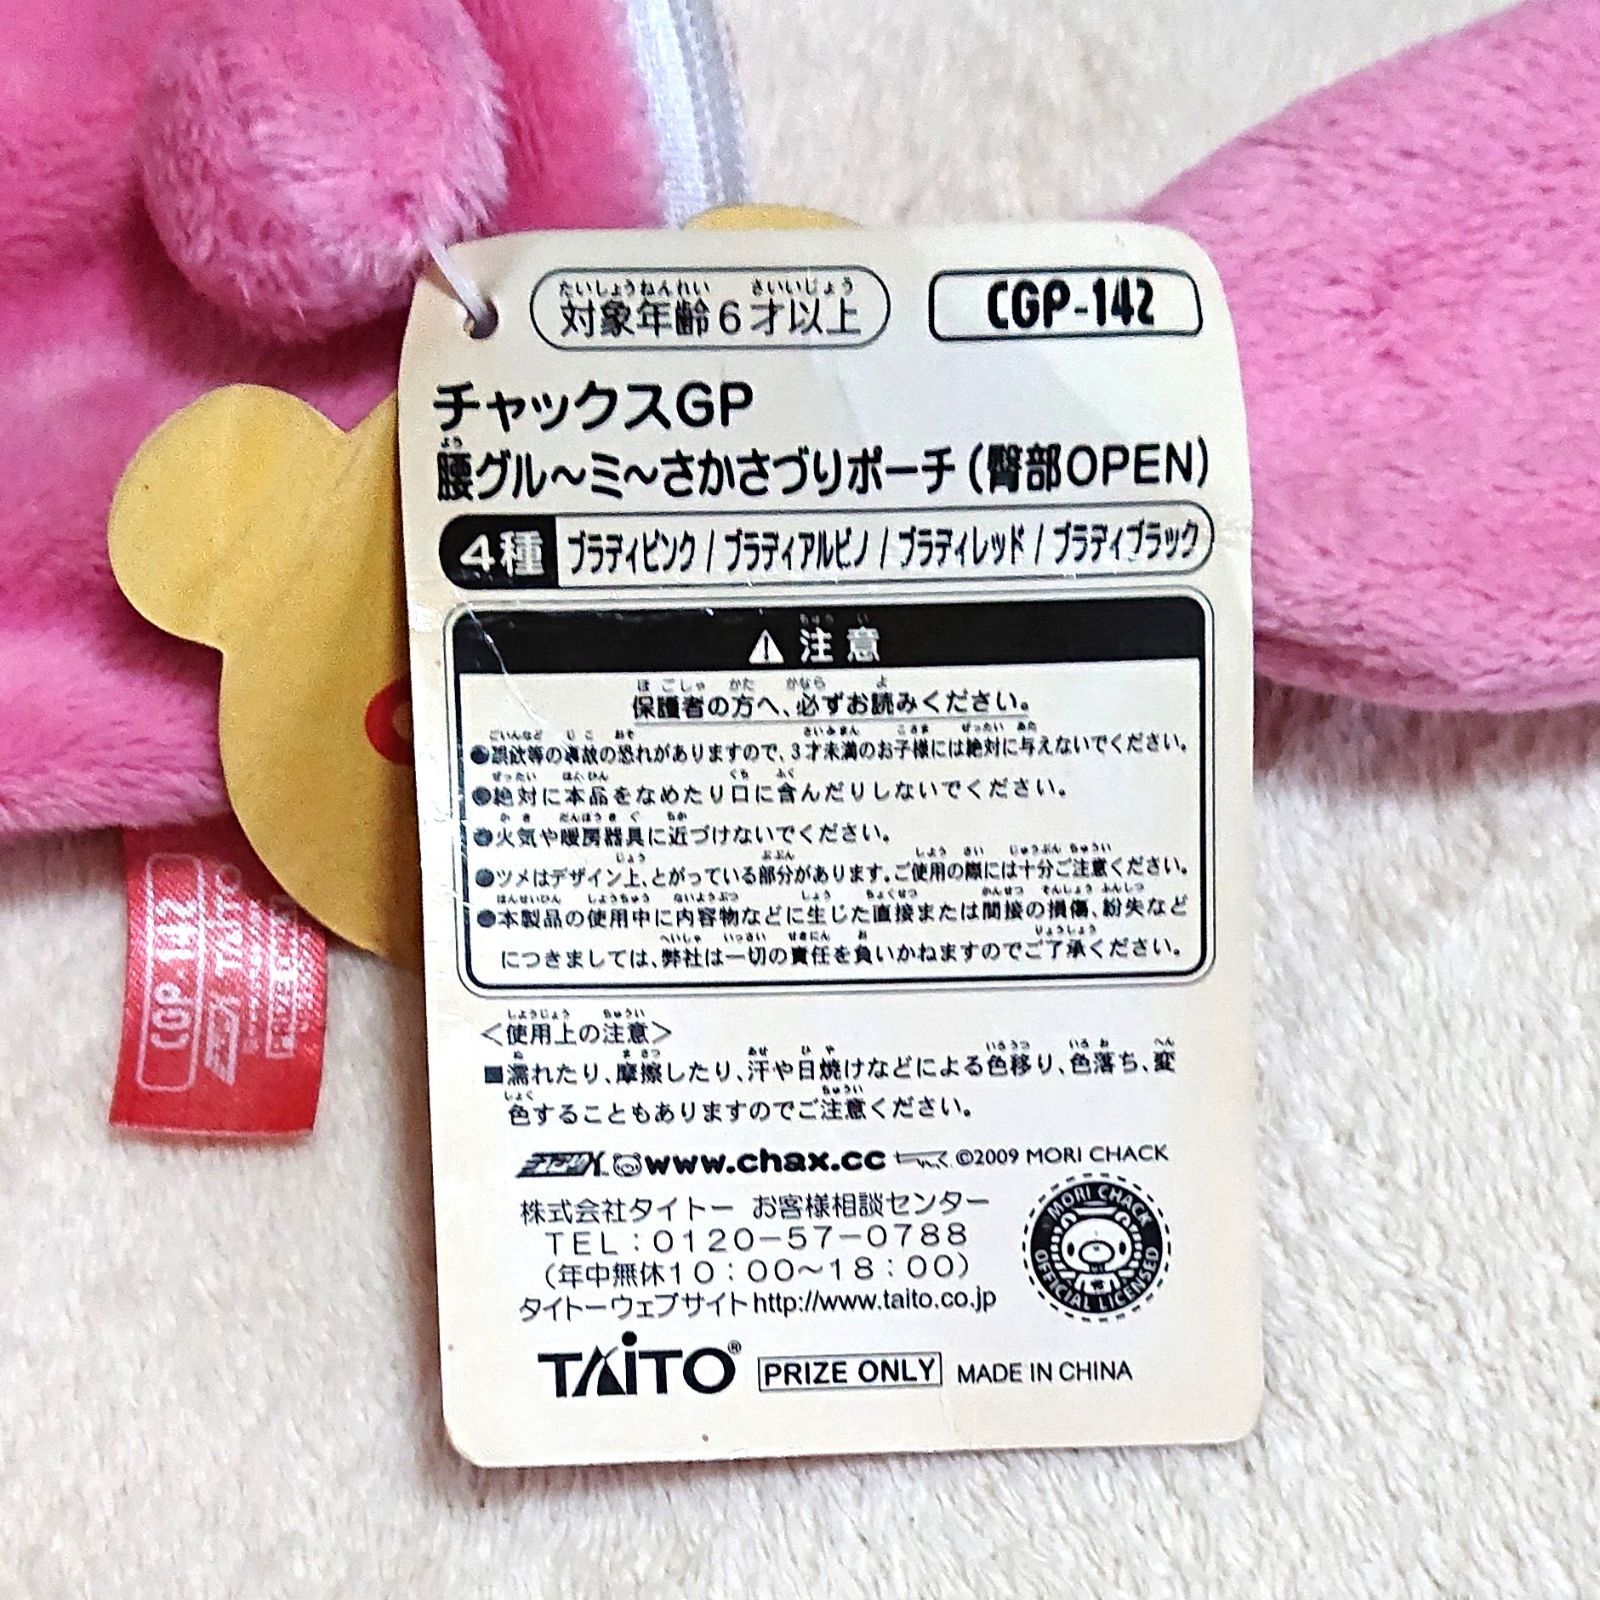 対象年齢6才以上
たいしょうねんれい さいいじょう
CGP-142
チャックスGP
よう
腰グル〜ミ〜さかさづりポーチ(臀部OPEN)
4種 ブラディピンク / ブラディアルビノ / ブラディレッド / ブラディブラック
ちゅう い
⚠注意
ほ ごしゃ かた かなら よ
保護者の方へ、必ずお読みください。
ごいんなど じ こ おそ さいみまん こさま ぜったい あた
●誤飲等の事故の恐れがありますので、3才未満のお子様には絶対に与えないでください。
ぜったい ほんひん くち ふく
●絶対に本品をなめたり口に含んだりしないでください。
か き だんぼうき ぐ ちか
●火気や暖房器具に近づけないでください。
じょう ぶぶん しよう さい じゅうぶん ちゅうい
●ツメはデザイン上、とがっている部分があります。ご使用の際には十分ご注意ください。
ほんせいひん しようちゅう ないようぶつ しょう ちょくせつ かんせつ そんしょう ふんしつ
●本製品の使用中に内容物などに生じた直接または間接の損傷、紛失など
へいしゃ いっさい せきにん お りょうしょう
につきましては、弊社は一切の責任を負いかねますのでご了承ください。
しようじょう ちゅうい
<使用上の注意>
ぬ まさつ あせ ひ や いろうつ いろ お へん
■濡れたり、摩擦したり、汗や日焼けなどによる色移り、色落ち、変
しょく ちゅうい
色することもありますのでご注意ください。
www.chax.cc ©2009 MORI CHACK
株式会社タイトー お客様相談センター
TEL:0120-57-0788
(年中無休10:00〜18:00)
タイトーウェブサイト http://www.taito.co.jp
MORI CHACK OFFICIAL LICENSED
TAITO® PRIZE ONLY MADE IN CHINA
CGP-142
TAITO